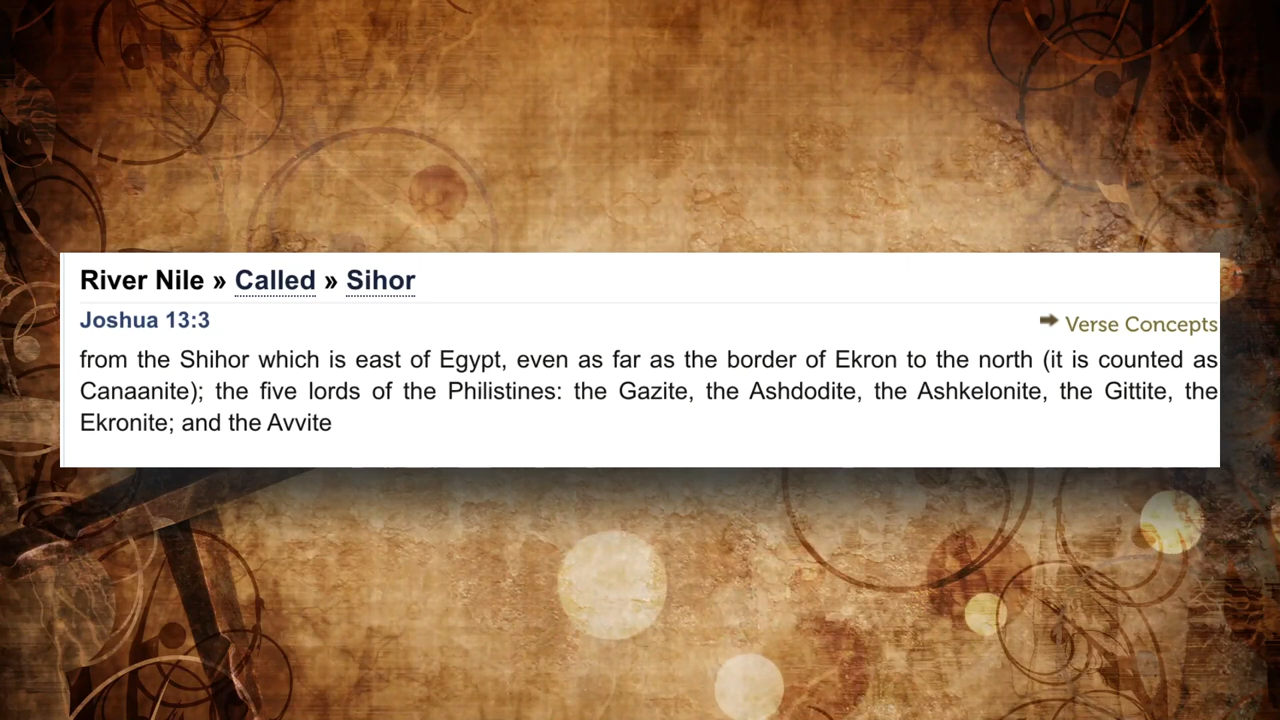 River Nile » Called » Sihor
Joshua 13:3
Verse Concepts
from the Shihor which is east of Egypt, even as far as the border of Ekron to the north (it is counted as
Canaanite); the five lords of the Philistines: the Gazite, the Ashdodite, the Ashkelonite, the Gittite, the
Ekronite; and the Avvite